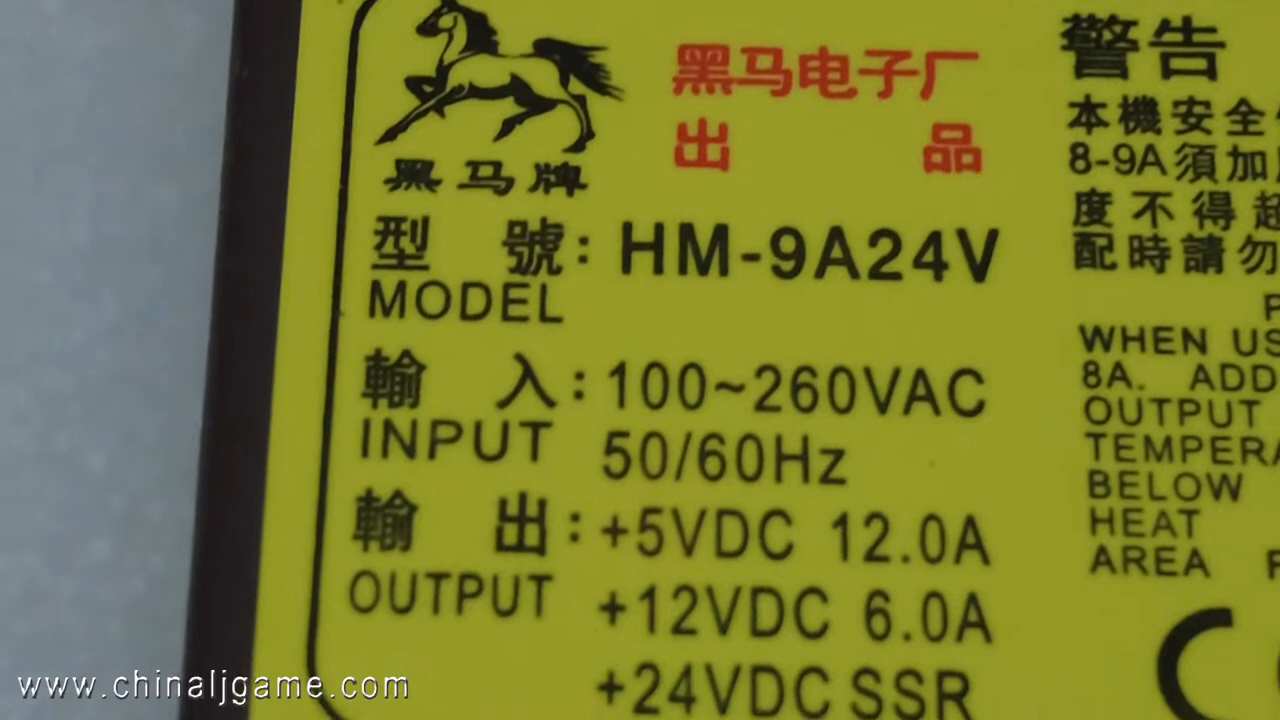 黑马牌
黑马电子厂
出 品
型 號: HM-9A24V
MODEL
輸 入: 100~260VAC
INPUT 50/60Hz
輸 出: +5VDC 12.0A
OUTPUT +12VDC 6.0A
+24VDC SSR
警告
本機安全
8-9A須加
度不得
配時請勿
WHEN
8A. ADD
OUTPUT
BELOW
HEAT
AREA
www.chinaljgame.com